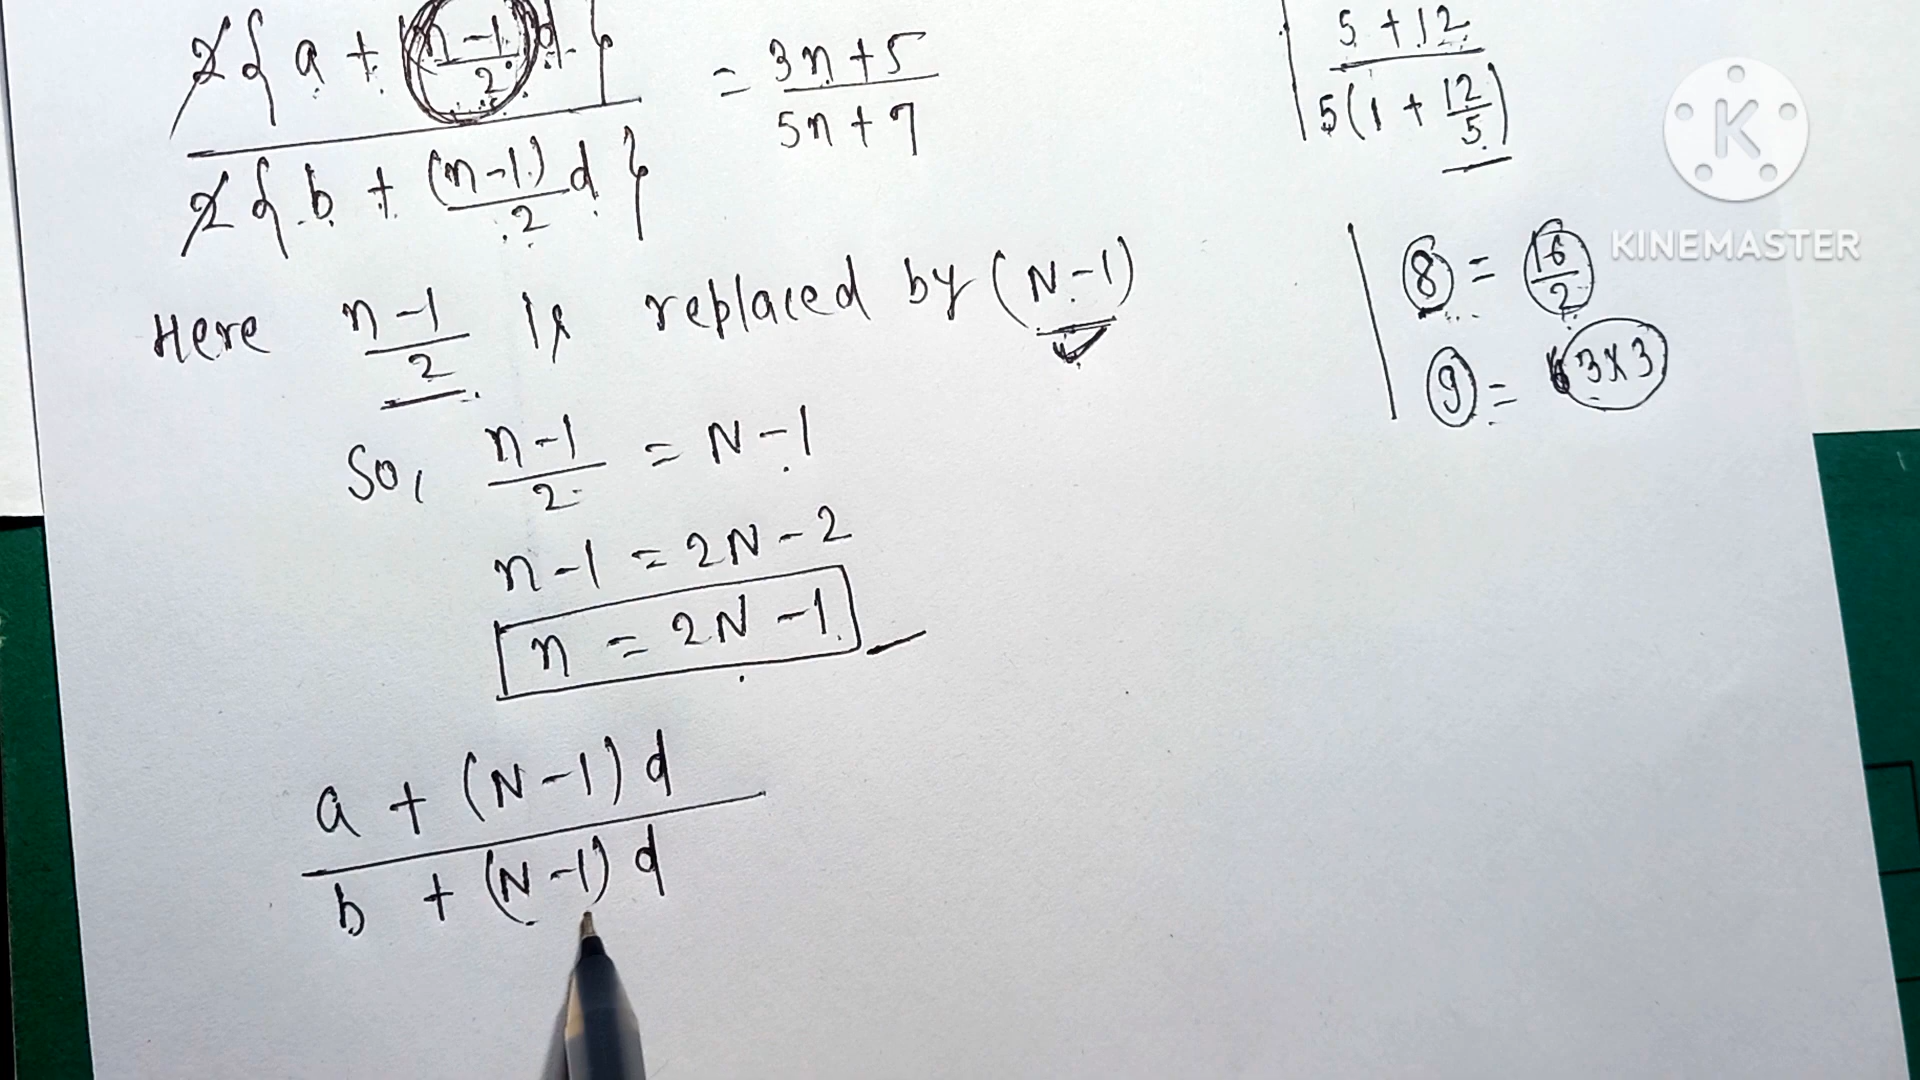 2{ a + (n-1)/2 d } / 2{ b + (n-1)/2 d } = 3n+5 / 5n+7
5 + 12 / 5(1 + 12/5)
K
KINEMASTER
8 = 16/2
9 = 3x3
Here n-1/2 is replaced by (N-1)
So, n-1/2 = N-1
n-1 = 2N-2
n = 2N-1
a + (N-1) d
b + (N-1) d